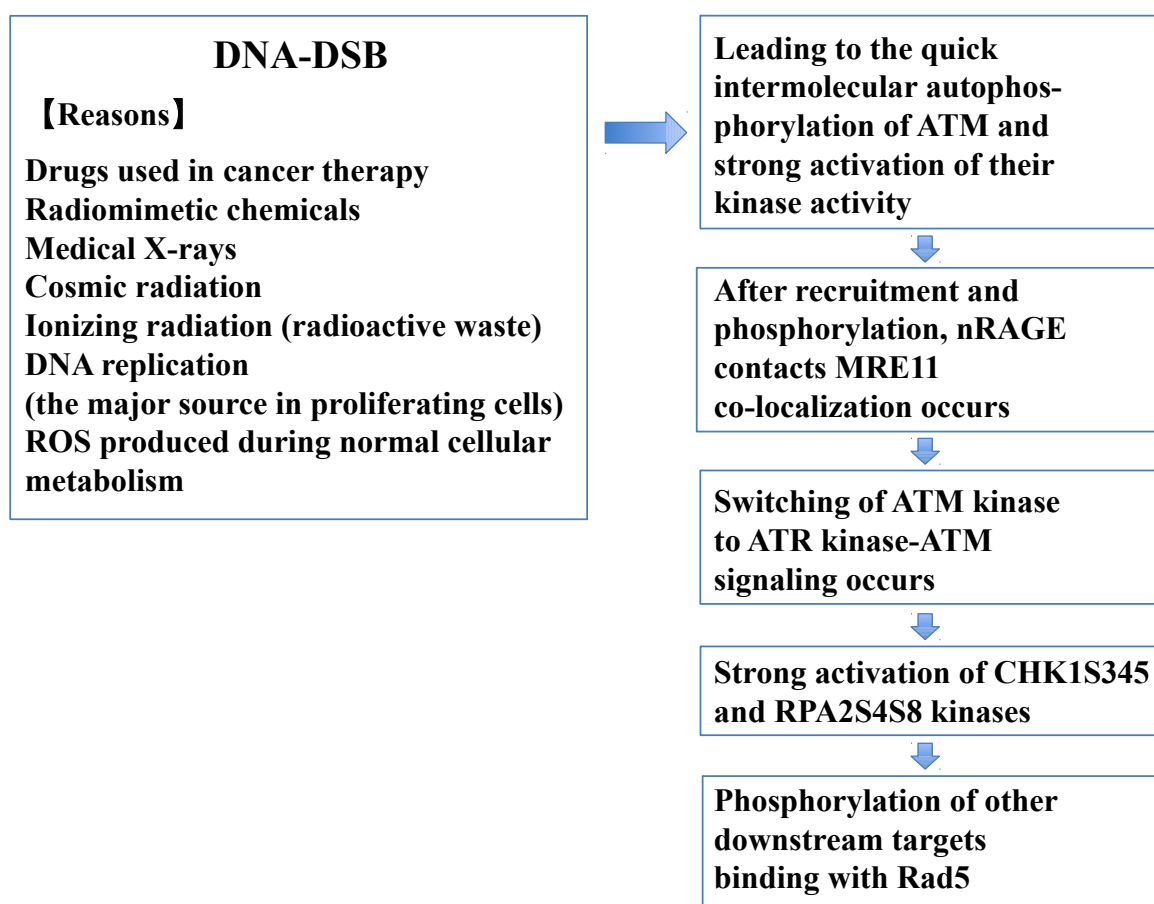 DNA-DSB
【Reasons】
Drugs used in cancer therapy
Radiomimetic chemicals
Medical X-rays
Cosmic radiation
Ionizing radiation (radioactive waste)
DNA replication
(the major source in proliferating cells)
ROS produced during normal cellular
metabolism
Leading to the quick
intermolecular autophos-
phorylation of ATM and
strong activation of their
kinase activity
After recruitment and
phosphorylation, nRAGE
contacts MRE11
co-localization occurs
Switching of ATM kinase
to ATR kinase-ATM
signaling occurs
Strong activation of CHK1S345
and RPA2S4S8 kinases
Phosphorylation of other
downstream targets
binding with Rad5